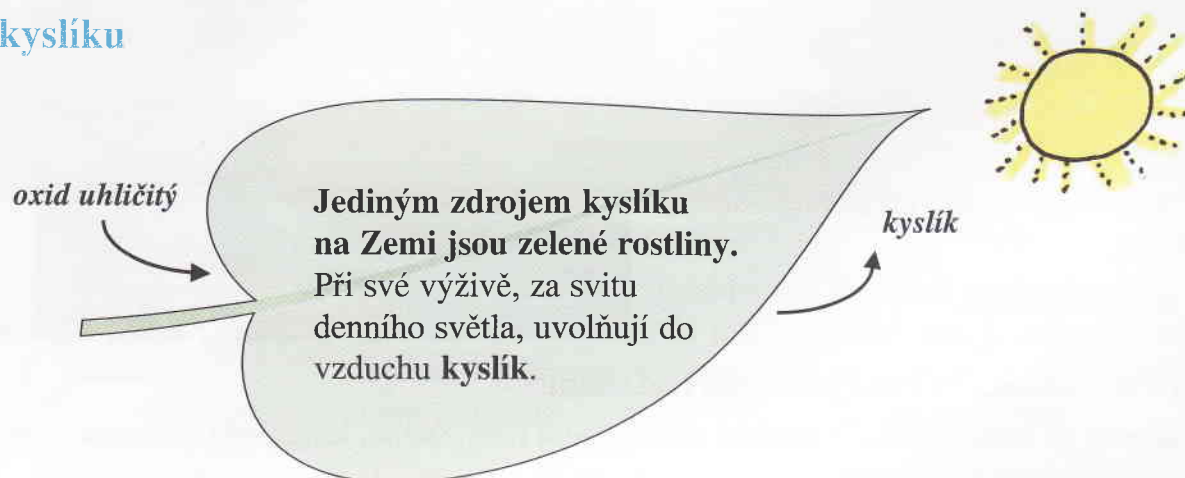 kyslíku
oxid uhličitý
Jediným zdrojem kyslíku
na Zemi jsou zelené rostliny.
Při své výživě, za svitu
denního světla, uvolňují do
vzduchu kyslík.
kyslík